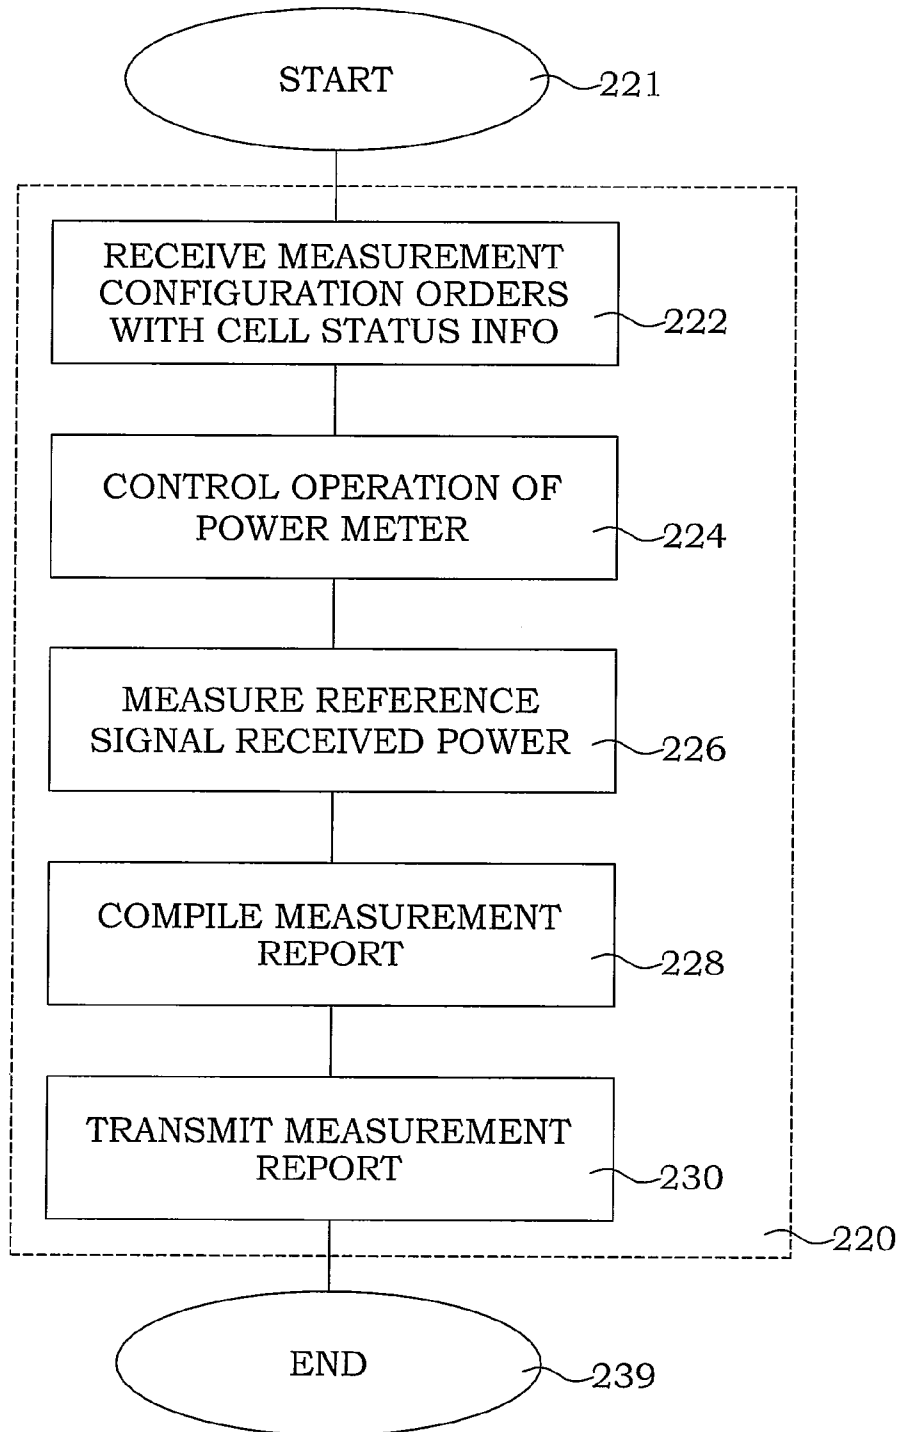 START
221
RECEIVE MEASUREMENT
CONFIGURATION ORDERS
WITH CELL STATUS INFO
222
CONTROL OPERATION OF
POWER METER
224
MEASURE REFERENCE
SIGNAL RECEIVED POWER
226
COMPILE MEASUREMENT
REPORT
228
TRANSMIT MEASUREMENT
REPORT
230
220
END
239